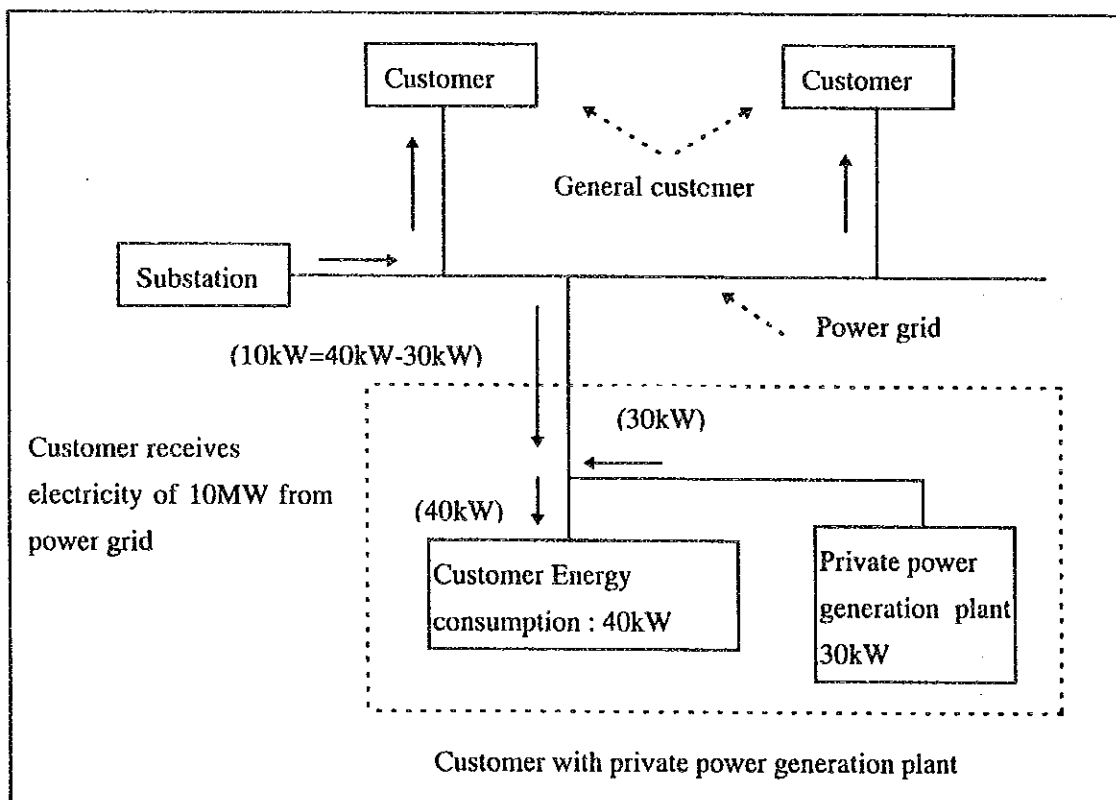 Customer
Customer
General customer
Substation
Power grid
(10kW=40kW-30kW)
(30kW)
Customer receives
electricity of 10MW from
power grid
(40kW)
Customer Energy
consumption : 40kW
Private power
generation plant
30kW
Customer with private power generation plant